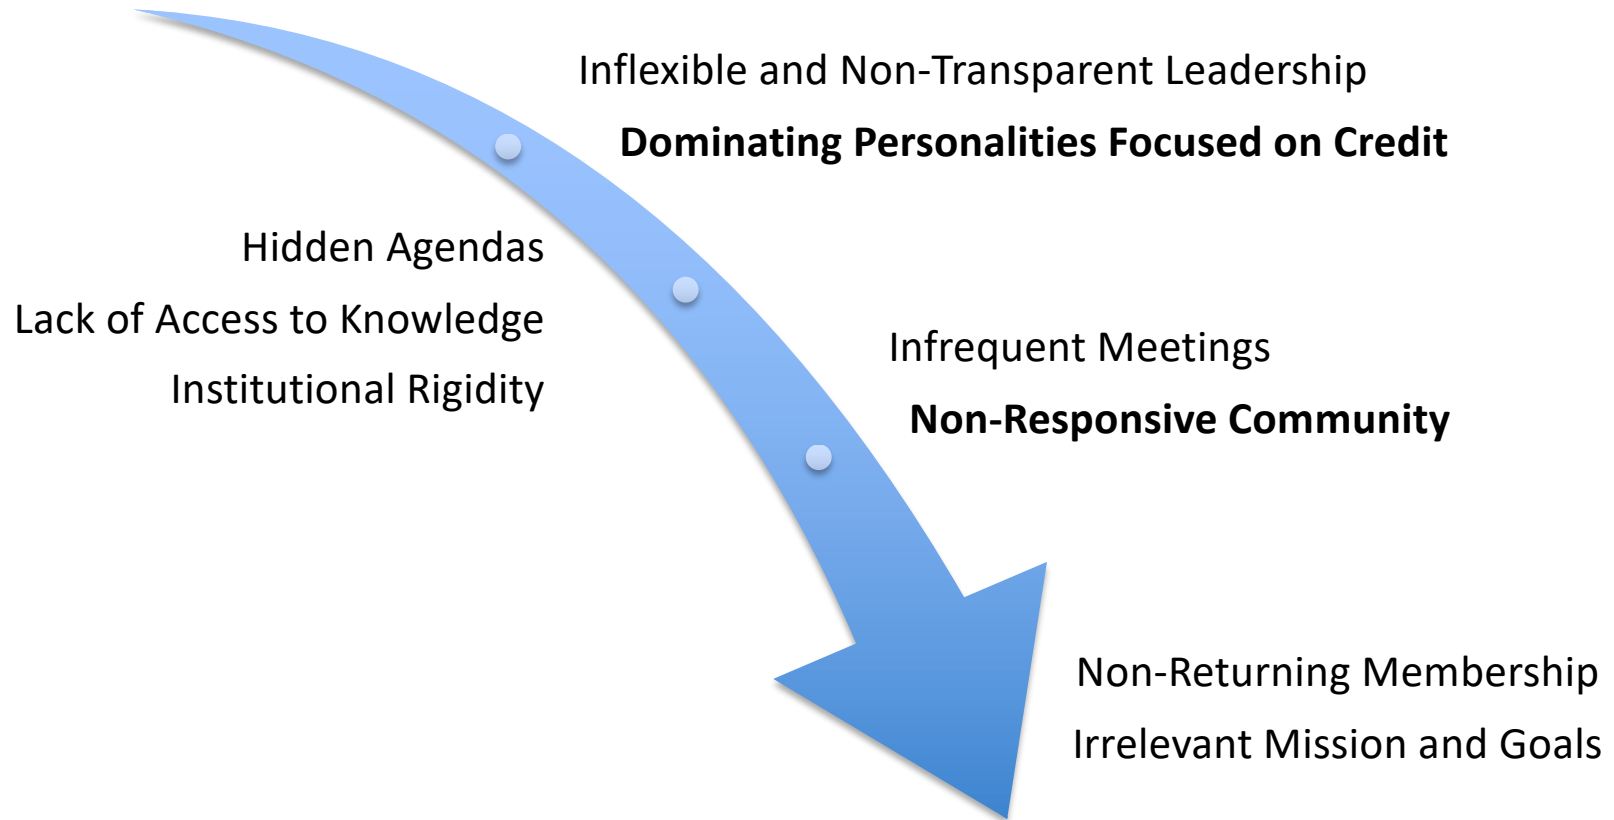 Inflexible and Non-Transparent Leadership
Dominating Personalities Focused on Credit
Hidden Agendas
Lack of Access to Knowledge
Institutional Rigidity
Infrequent Meetings
Non-Responsive Community
Non-Returning Membership
Irrelevant Mission and Goals